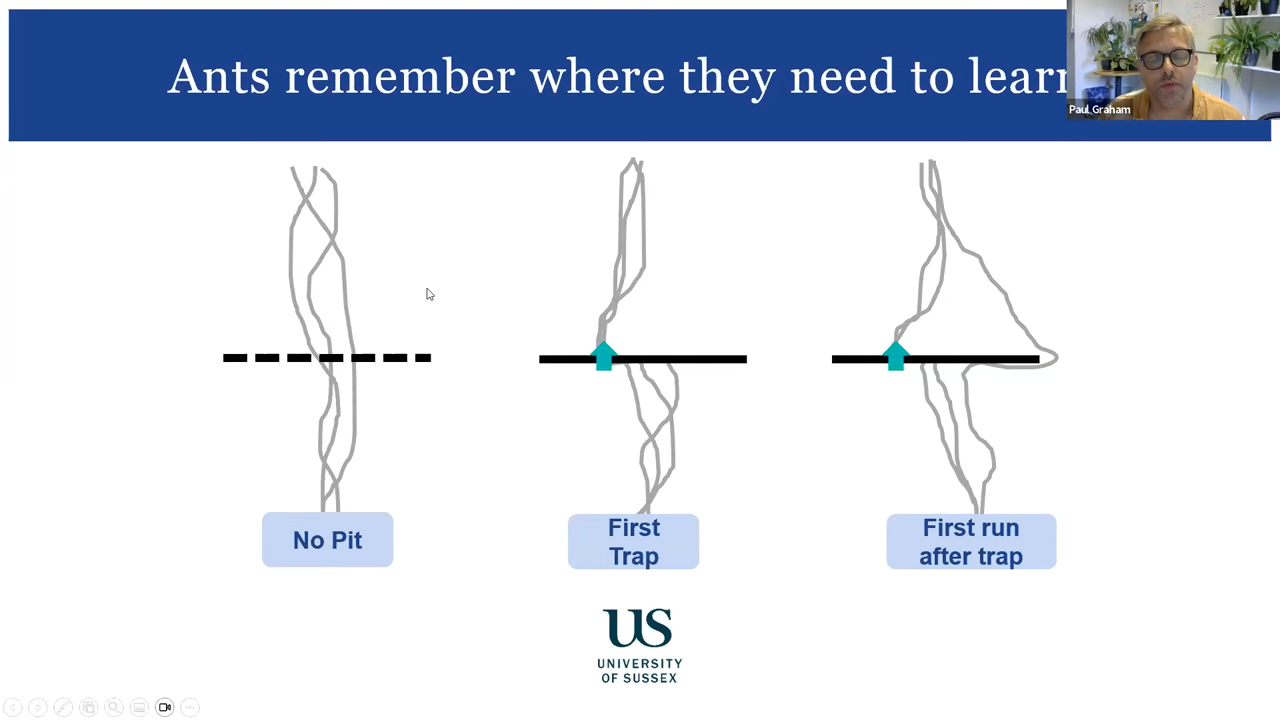 Ants remember where they need to learn
Paul Graham
No Pit
First
Trap
First run
after trap
US
UNIVERSITY
OF SUSSEX